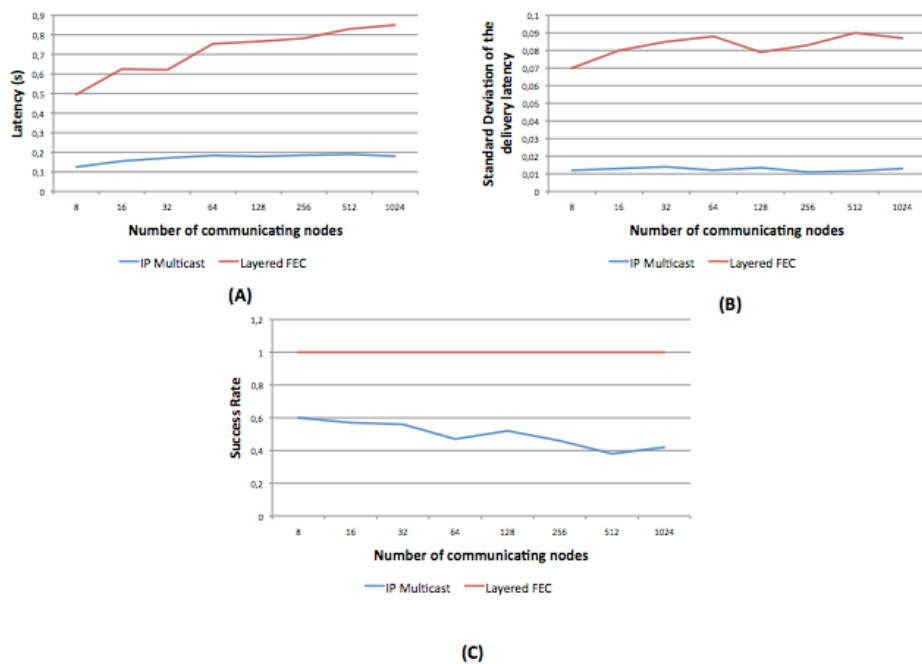 0,9
0,8
0,7
0,6
0,5
0,4
0,3
0,2
0,1
0
Latency (s)
8 16 32 64 128 256 512 1024
Number of communicating nodes
IP Multicast Layered FEC
(A)
0,1
0,09
0,08
0,07
0,06
0,05
0,04
0,03
0,02
0,01
0
Standard Deviation of the
delivery latency
8 16 32 64 128 256 512 1024
Number of communicating nodes
IP Multicast Layered FEC
(B)
1,2
1
0,8
0,6
0,4
0,2
0
Success Rate
8 16 32 64 128 256 512 1024
Number of communicating nodes
IP Multicast Layered FEC
(C)